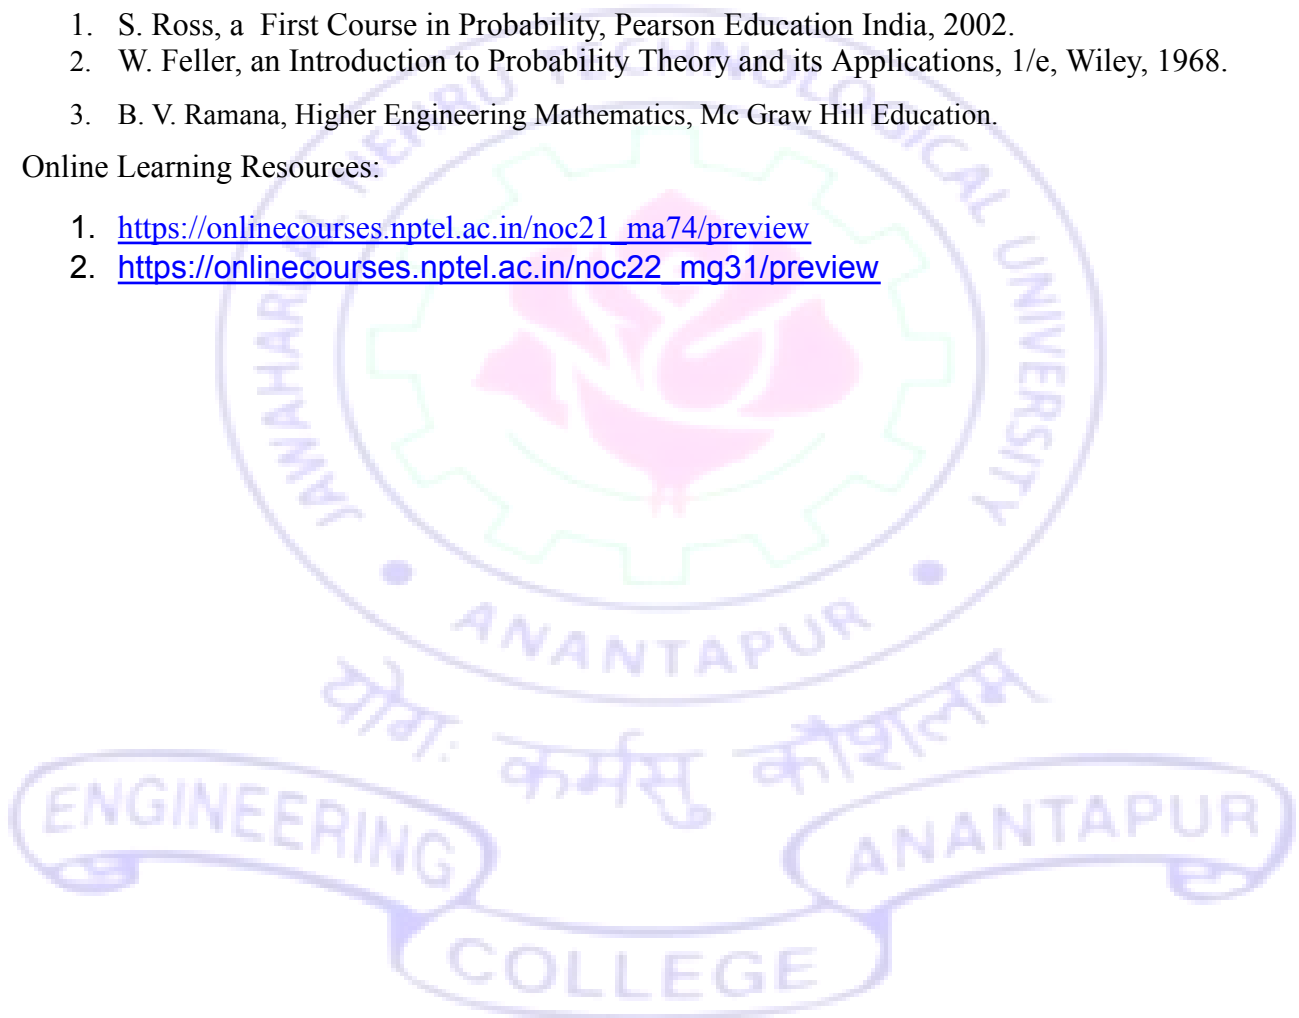 1. S. Ross, a  First Course in Probability, Pearson Education India, 2002.
2. W. Feller, an Introduction to Probability Theory and its Applications, 1/e, Wiley, 1968.
3. B. V. Ramana, Higher Engineering Mathematics, Mc Graw Hill Education.
Online Learning Resources:
1. https://onlinecourses.nptel.ac.in/noc21_ma74/preview
2. https://onlinecourses.nptel.ac.in/noc22_mg31/preview
JAWAHARLAL NEHRU TECHNOLOGICAL UNIVERSITY
ANANTAPUR
योगः कर्मसु कौशलम
ENGINEERING
COLLEGE
ANANTAPUR